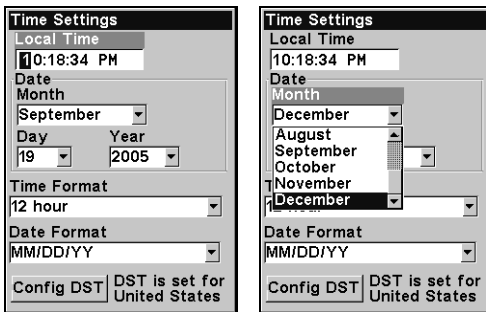 Time Settings
Local Time
10:18:34 PM
Date
Month
September
Day Year
19 2005
Time Format
12 hour
Date Format
MM/DD/YY
Config DST
DST is set for
United States
Time Settings
Local Time
10:18:34 PM
Date
Month
December
August
September
October
November
December
Date Format
MM/DD/YY
Config DST
DST is set for
United States